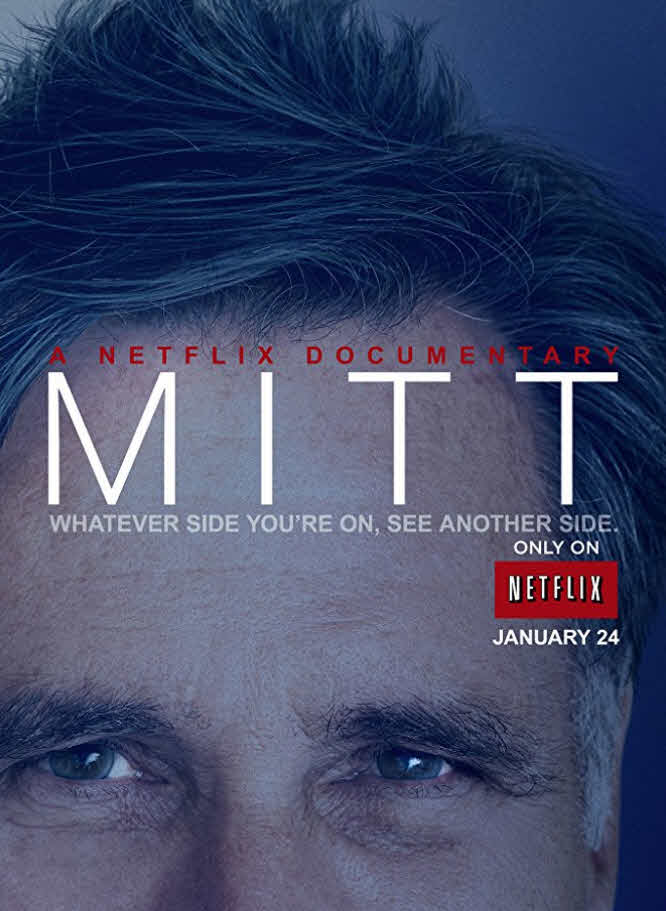 A NETFLIX DOCUMENTARY
MITT
WHATEVER SIDE YOU'RE ON, SEE ANOTHER SIDE.
ONLY ON
NETFLIX
JANUARY 24